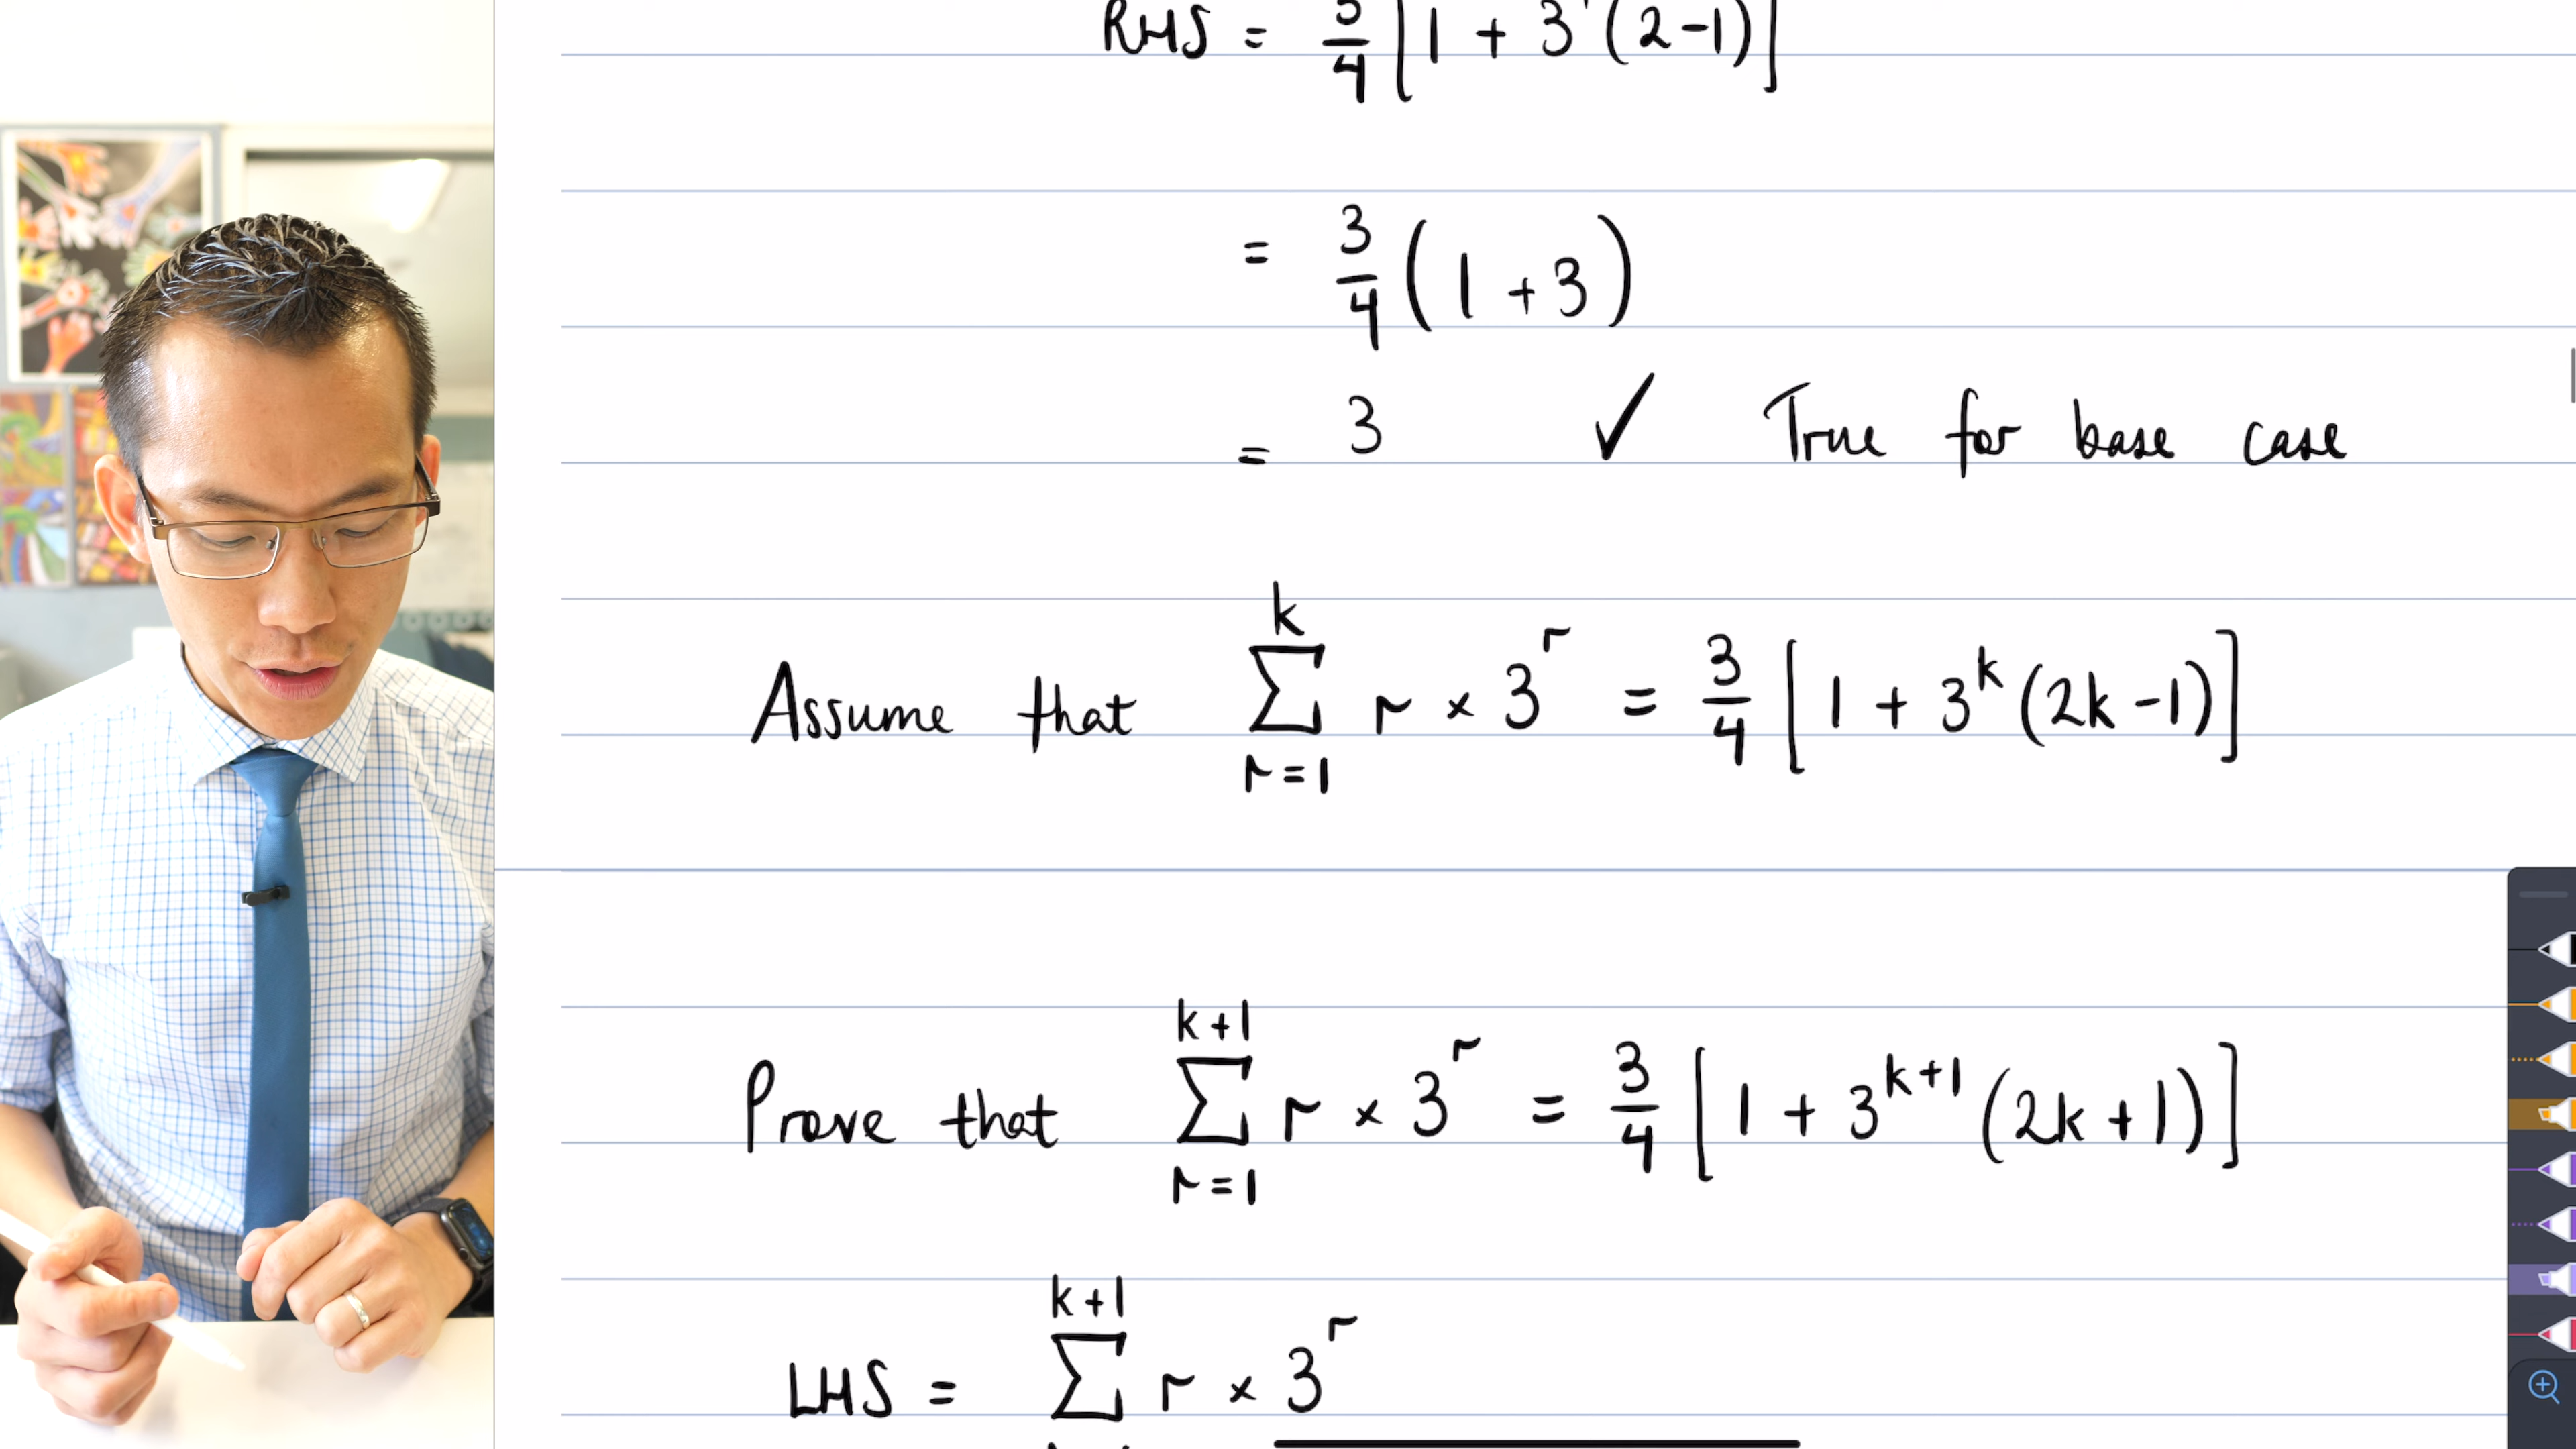 RHS = 3/4 [1 + 3¹(2-1)]
= 3/4 (1 + 3)
= 3 ✓ True for base case
k
Assume that Σ r × 3^r = 3/4 [1 + 3^k (2k -1)]
r=1
k+1
Prove that Σ r × 3^r = 3/4 [1 + 3^k+1 (2k + 1)]
r=1
k+1
LHS = Σ r × 3^r